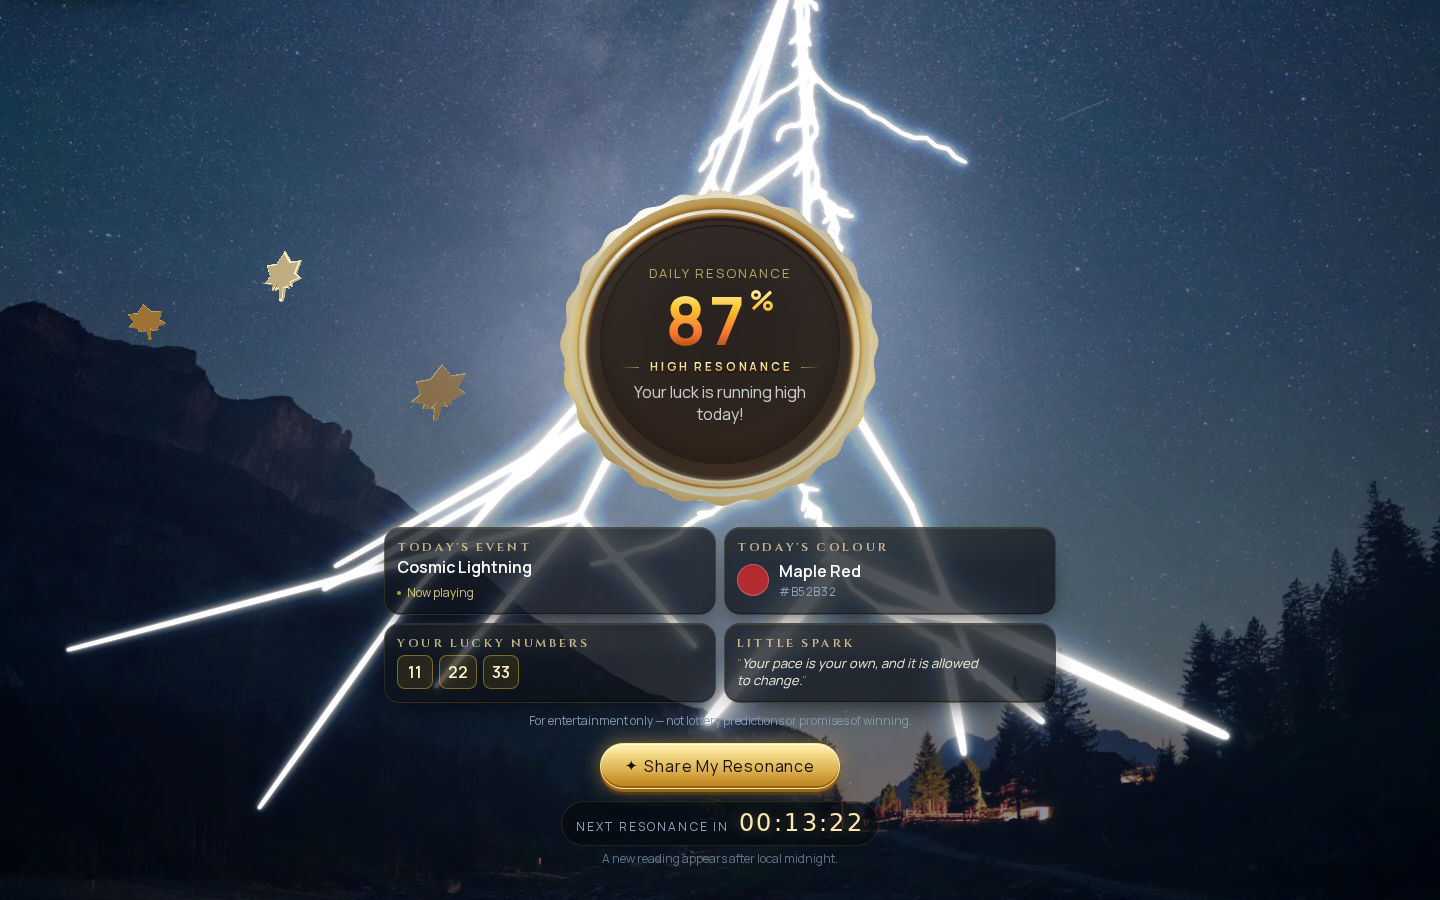 DAILY RESONANCE
87%
HIGH RESONANCE
Your luck is running high
today!
TODAY'S EVENT
Cosmic Lightning
• Now playing
TODAY'S COLOUR
Maple Red
#B52B32
YOUR LUCKY NUMBERS
11 22 33
LITTLE SPARK
"Your pace is your own, and it is allowed
to change."
For entertainment only — not lottery predictions or promises of winning.
✦ Share My Resonance
NEXT RESONANCE IN 00:13:22
A new reading appears after local midnight.